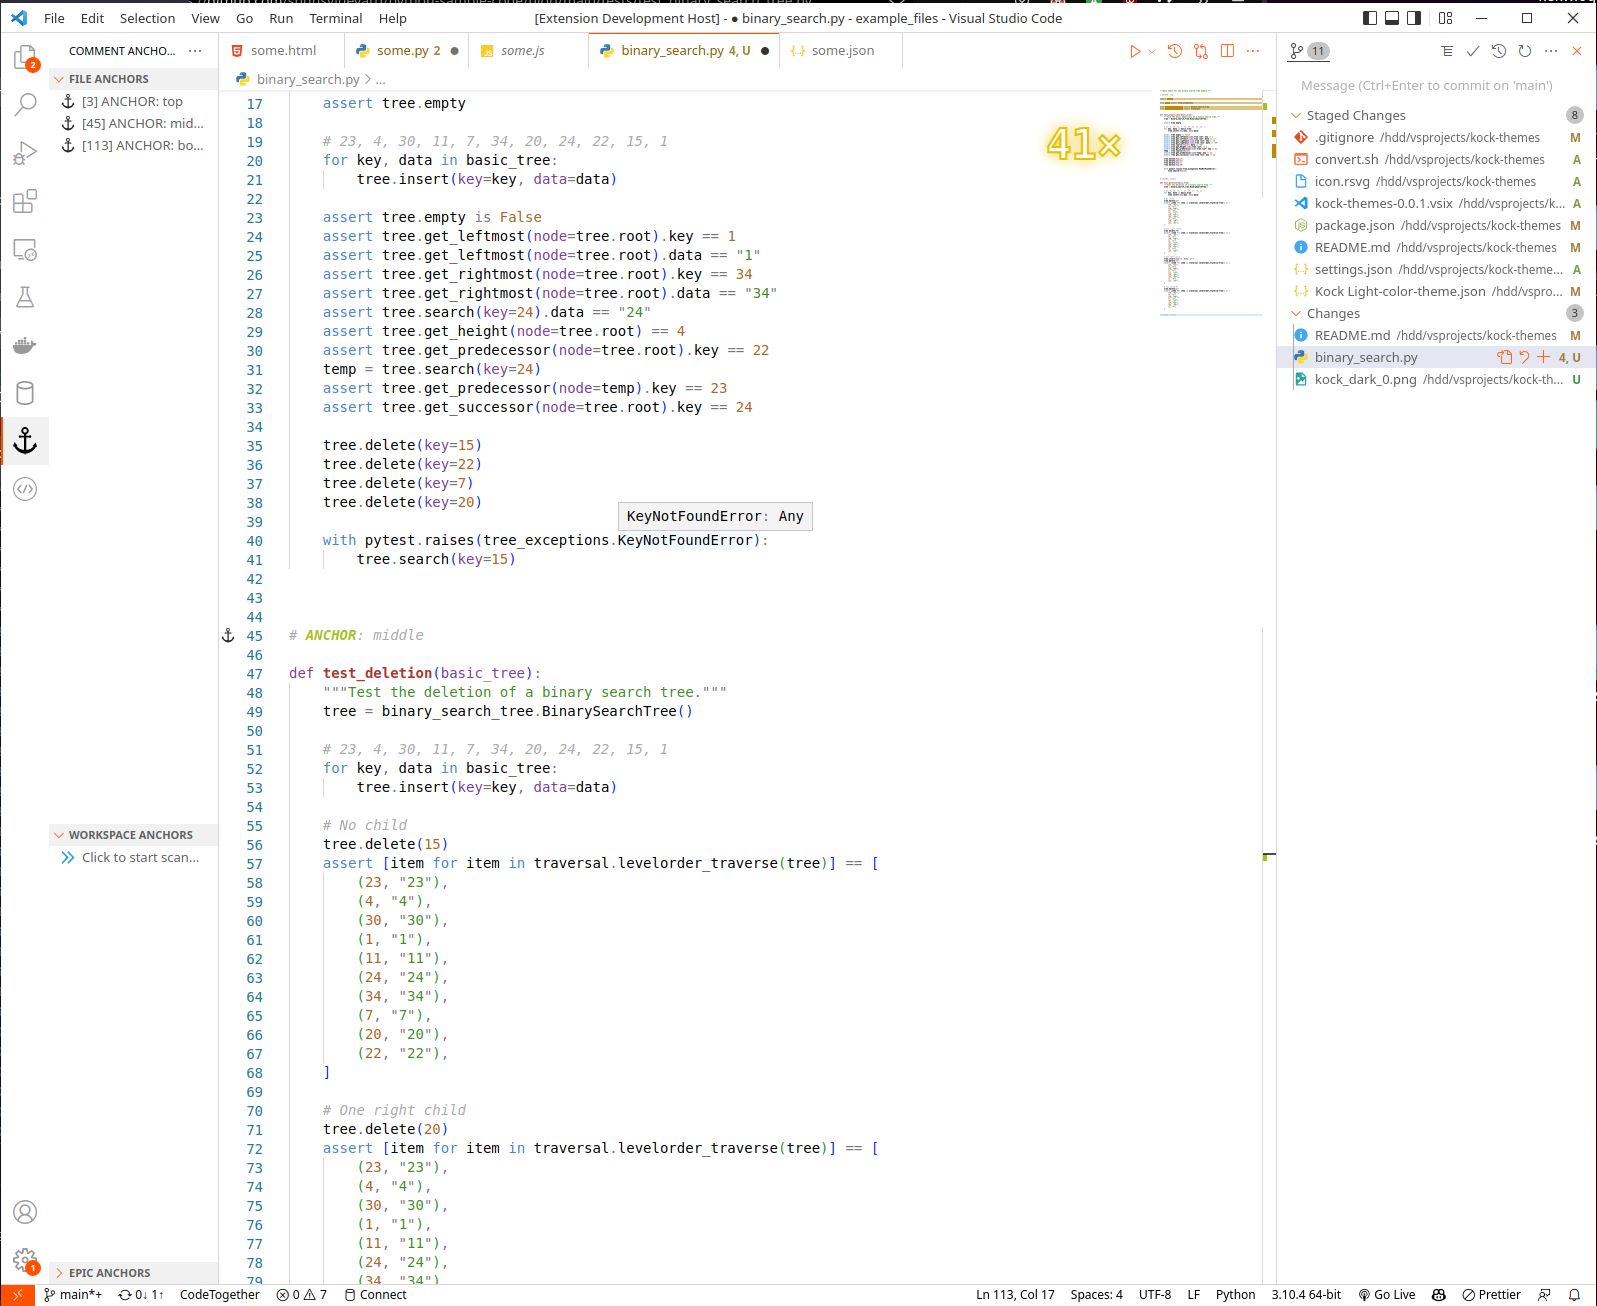 File Edit Selection View Go Run Terminal Help
[Extension Development Host] - ● binary_search.py - example_files - Visual Studio Code
COMMENT ANCHO...
FILE ANCHORS
[3] ANCHOR: top
[45] ANCHOR: mid...
[113] ANCHOR: bo...
WORKSPACE ANCHORS
Click to start scan...
EPIC ANCHORS
2
1
some.html
some.py 2
some.js
binary_search.py 4, U
some.json
binary_search.py > ...
41×
17 assert tree.empty
18
19 # 23, 4, 30, 11, 7, 34, 20, 24, 22, 15, 1
20 for key, data in basic_tree:
21 tree.insert(key=key, data=data)
22
23 assert tree.empty is False
24 assert tree.get_leftmost(node=tree.root).key == 1
25 assert tree.get_leftmost(node=tree.root).data == "1"
26 assert tree.get_rightmost(node=tree.root).key == 34
27 assert tree.get_rightmost(node=tree.root).data == "34"
28 assert tree.search(key=24).data == "24"
29 assert tree.get_height(node=tree.root) == 4
30 assert tree.get_predecessor(node=tree.root).key == 22
31 temp = tree.search(key=24)
32 assert tree.get_predecessor(node=temp).key == 23
33 assert tree.get_successor(node=tree.root).key == 24
34
35 tree.delete(key=15)
36 tree.delete(key=22)
37 tree.delete(key=7)
38 tree.delete(key=20)
39
KeyNotFoundError: Any
40 with pytest.raises(tree_exceptions.KeyNotFoundError):
41 tree.search(key=15)
42
43
44
45 # ANCHOR: middle
46
47 def test_deletion(basic_tree):
48 """Test the deletion of a binary search tree."""
49 tree = binary_search_tree.BinarySearchTree()
50
51 # 23, 4, 30, 11, 7, 34, 20, 24, 22, 15, 1
52 for key, data in basic_tree:
53 tree.insert(key=key, data=data)
54
55 # No child
56 tree.delete(15)
57 assert [item for item in traversal.levelorder_traverse(tree)] == [
58 (23, "23"),
59 (4, "4"),
60 (30, "30"),
61 (1, "1"),
62 (11, "11"),
63 (24, "24"),
64 (34, "34"),
65 (7, "7"),
66 (20, "20"),
67 (22, "22"),
68 ]
69
70 # One right child
71 tree.delete(20)
72 assert [item for item in traversal.levelorder_traverse(tree)] == [
73 (23, "23"),
74 (4, "4"),
75 (30, "30"),
76 (1, "1"),
77 (11, "11"),
78 (24, "24"),
79 (34, "34")
11
Message (Ctrl+Enter to commit on 'main')
Staged Changes 8
.gitignore /hdd/vsprojects/kock-themes M
convert.sh /hdd/vsprojects/kock-themes A
icon.rsvg /hdd/vsprojects/kock-themes A
kock-themes-0.0.1.vsix /hdd/vsprojects/k... A
package.json /hdd/vsprojects/kock-themes M
README.md /hdd/vsprojects/kock-themes M
settings.json /hdd/vsprojects/kock-theme... A
Kock Light-color-theme.json /hdd/vspro... M
Changes 3
README.md /hdd/vsprojects/kock-themes M
binary_search.py 4, U
kock_dark_0.png /hdd/vsprojects/kock-th... U
main*+ 0↓ 1↑ CodeTogether 0 7 Connect
Ln 113, Col 17 Spaces: 4 UTF-8 LF Python 3.10.4 64-bit Go Live Prettier